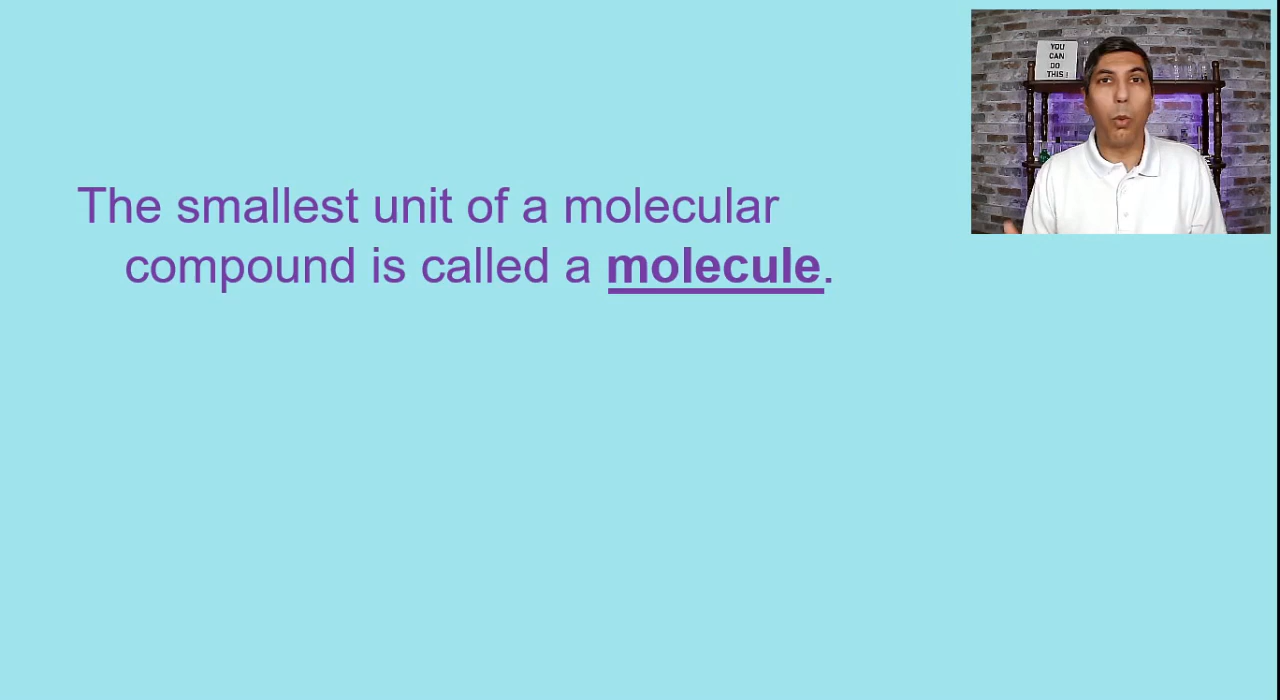 YOU
CAN
DO
THIS!
The smallest unit of a molecular
compound is called a molecule.